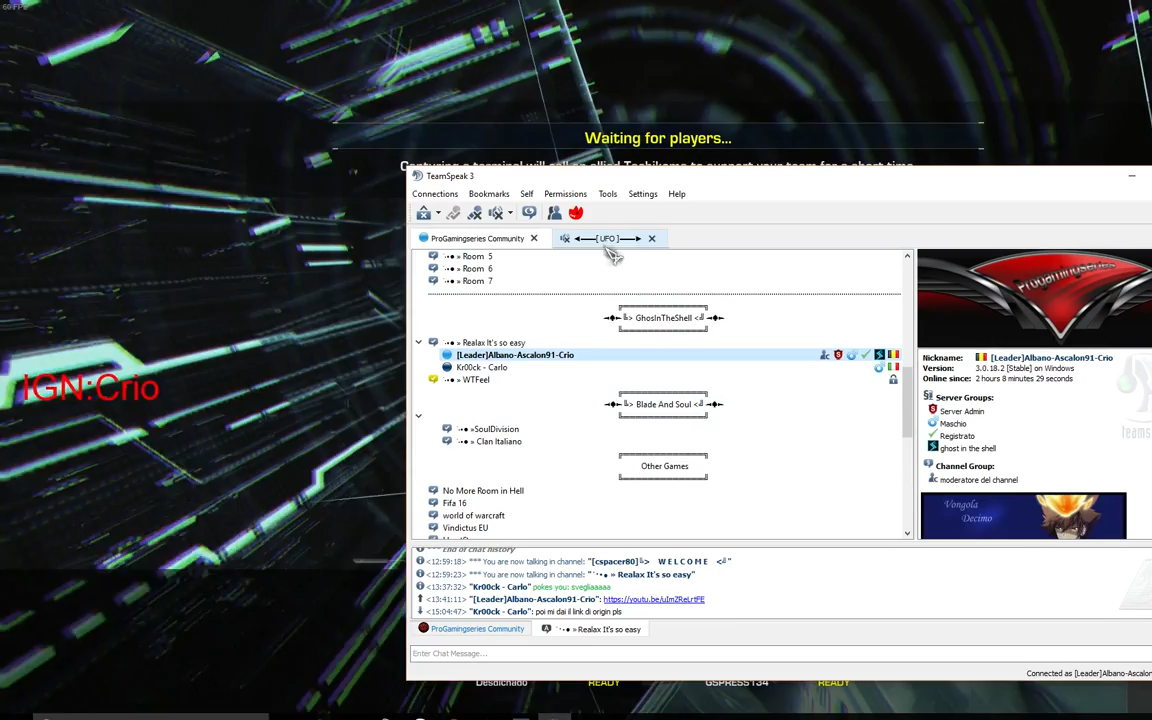 60 FPS
Waiting for players...
TeamSpeak 3
Connections Bookmarks Self Permissions Tools Settings Help
ProGamingseries Community
◄━━[ UFO ]━━►
» Room 5
» Room 6
» Room 7
╔══════════════╗
◄♦► ╚> GhosInTheShell <╝ ◄♦►
╔══════════════╗
» Realax It's so easy
[Leader]Albano-Ascalon91-Crio
Kr00ck - Carlo
» WTFeel
◄♦► ╚> Blade And Soul <╝ ◄♦►
»SoulDivision
» Clan Italiano
Other Games
No More Room in Hell
Fifa 16
world of warcraft
Vindictus EU
IGN:Crio
Progamingseries
Nickname: [Leader]Albano-Ascalon91-Crio
Version: 3.0.18.2 [Stable] on Windows
Online since: 2 hours 8 minutes 29 seconds
Server Groups:
Server Admin
Maschio
Registrato
ghost in the shell
Channel Group:
moderatore del channel
Vongola
Decimo
*** End of chat history
<12:59:18> *** You are now talking in channel: "[cspacer80]╚> W E L C O M E <╝"
<12:59:23> *** You are now talking in channel: "˙·•● » Realax It's so easy"
<13:37:32> "Kr00ck - Carlo" pokes you: svegliaaaaa
<13:41:11> "[Leader]Albano-Ascalon91-Crio": https://youtu.be/uImZReLrtFE
<15:04:47> "Kr00ck - Carlo": poi mi dai il link di origin pls
ProGamingseries Community ˙·•● » Realax It's so easy
Enter Chat Message...
Connected as [Leader]Albano-Ascalon
Desdichado READY GSPRESS134 READY